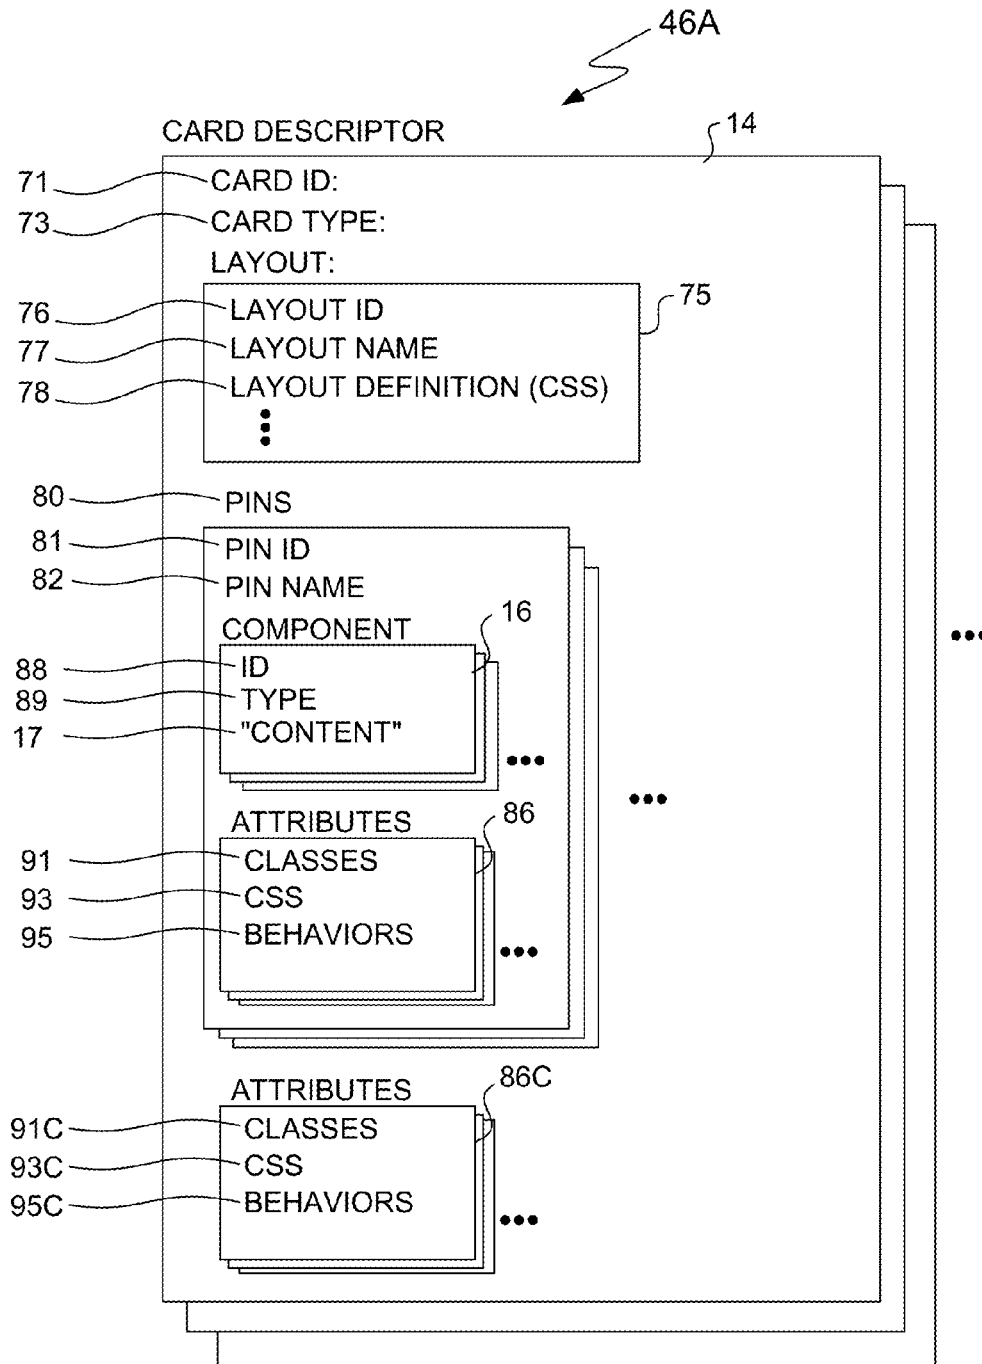 46A
CARD DESCRIPTOR
14
71 CARD ID:
73 CARD TYPE:
LAYOUT:
75
76 LAYOUT ID
77 LAYOUT NAME
78 LAYOUT DEFINITION (CSS)
80 PINS
81 PIN ID
82 PIN NAME
COMPONENT 16
88 ID
89 TYPE
17 "CONTENT"
ATTRIBUTES 86
91 CLASSES
93 CSS
95 BEHAVIORS
ATTRIBUTES 86C
91C CLASSES
93C CSS
95C BEHAVIORS